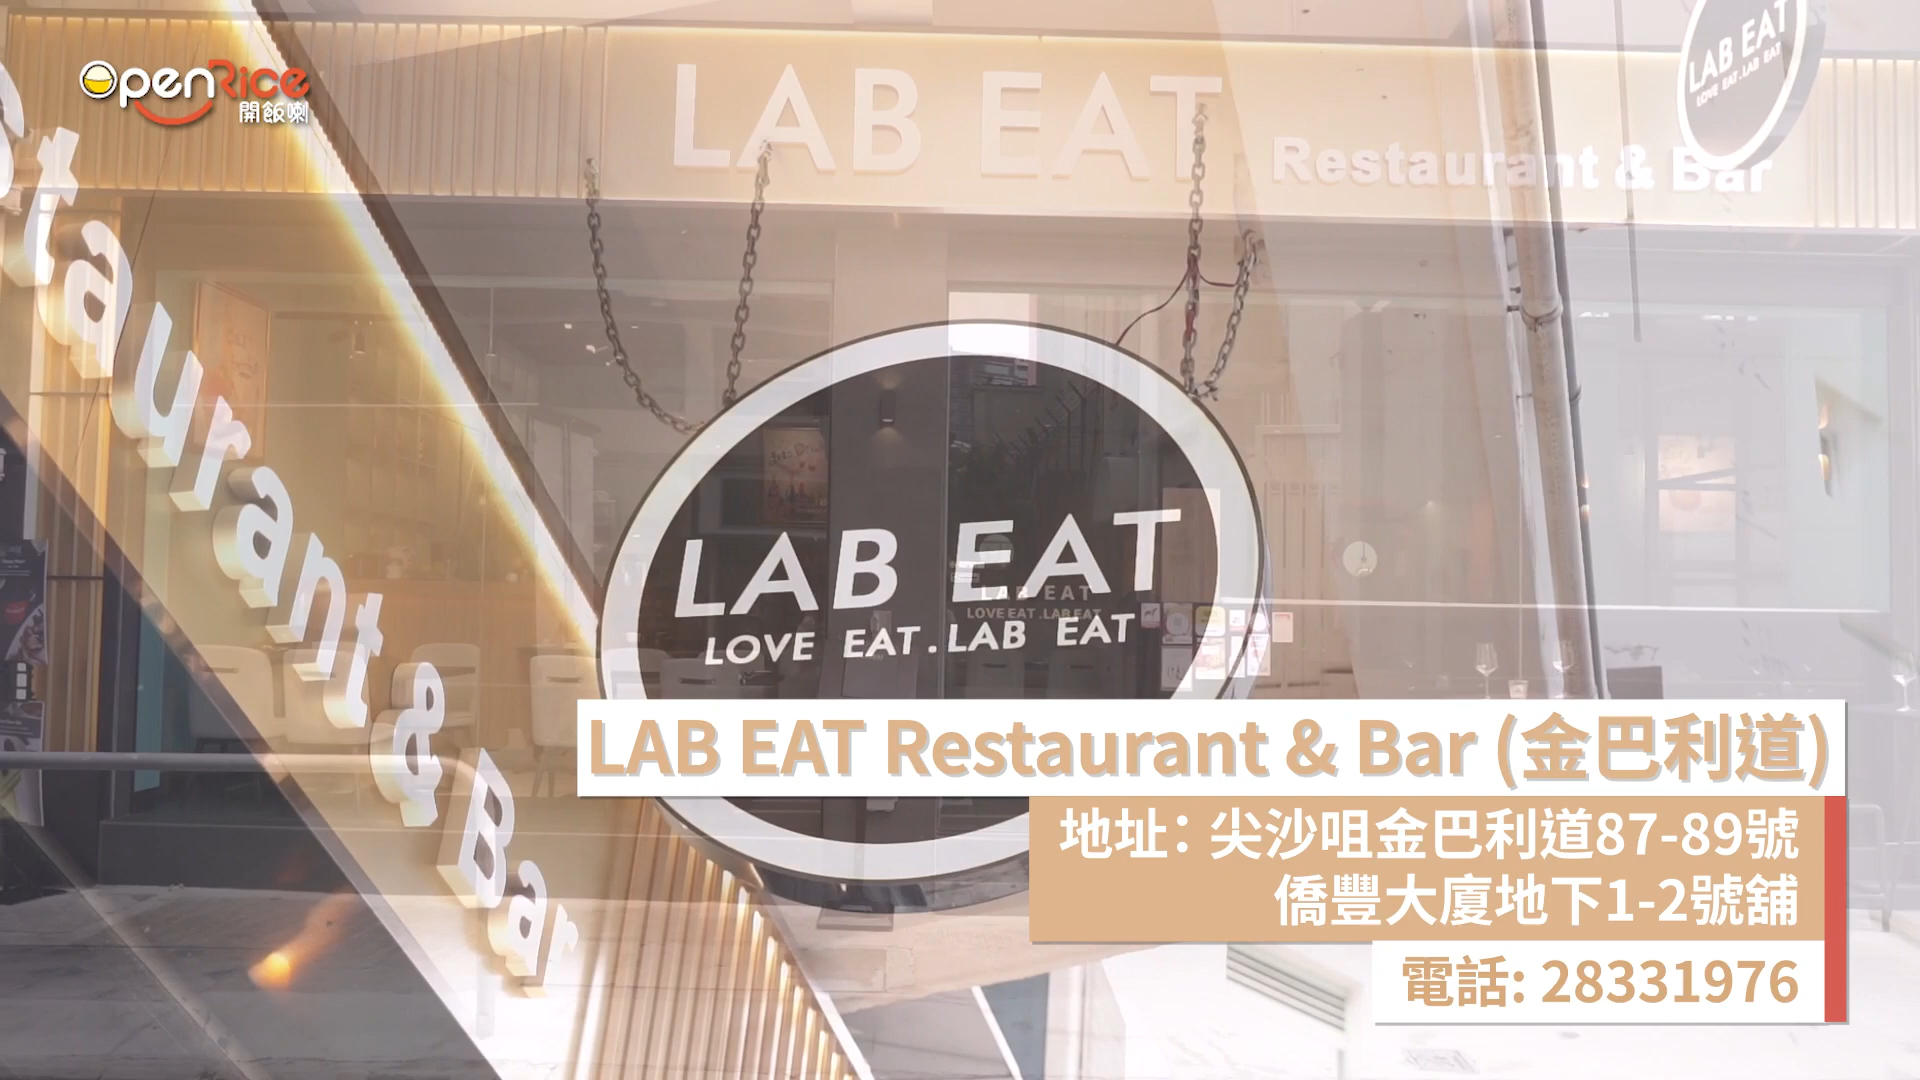 OpenRice
開飯喇
LAB EAT
Restaurant & Bar
LAB EAT
LOVE EAT.LAB EAT
staurant & Bar
LAB EAT
LOVE EAT.LAB EAT
LAB EAT
LOVE EAT.LAB EAT
LAB EAT Restaurant & Bar (金巴利道)
地址：尖沙咀金巴利道87-89號
僑豐大廈地下1-2號舖
電話: 28331976